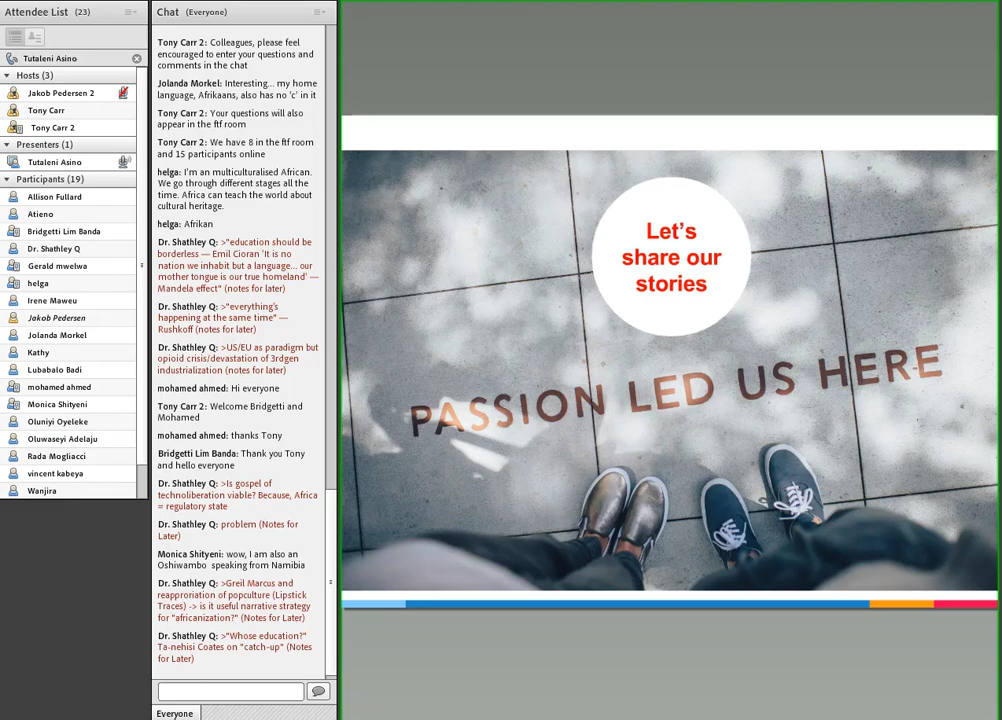 Attendee List (23)
Tutaleni Asino
Hosts (3)
Jakob Pedersen 2
Tony Carr
Tony Carr 2
Presenters (1)
Tutaleni Asino
Participants (19)
Allison Fullard
Atieno
Bridgetti Lim Banda
Dr. Shathley Q
Gerald mwelwa
helga
Irene Maweu
Jakob Pedersen
Jolanda Morkel
Kathy
Lubabalo Badi
mohamed ahmed
Monica Shityeni
Oluniyi Oyeleke
Oluwaseyi Adelaju
Rada Mogliacci
vincent kabeya
Wanjira
Chat (Everyone)
Tony Carr 2: Colleagues, please feel
encouraged to enter your questions and
comments in the chat
Jolanda Morkel: Interesting... my home
language, Afrikaans, also has no 'c' in it
Tony Carr 2: Your questions will also
appear in the ftf room
Tony Carr 2: We have 8 in the ftf room
and 15 participants online
helga: I'm an multiculturalised African.
We go through different stages all the
time. Africa can teach the world about
cultural heritage.
helga: Afrikan
Dr. Shathley Q: >"education should be
borderless — Emil Cioran 'It is no
nation we inhabit but a language... our
mother tongue is our true homeland' —
Mandela effect" (notes for later)
Dr. Shathley Q: >"everything's
happening at the same time" —
Rushkoff (notes for later)
Dr. Shathley Q: >US/EU as paradigm but
opioid crisis/devastation of 3rdgen
industrialization (notes for later)
mohamed ahmed: Hi everyone
Tony Carr 2: Welcome Bridgetti and
Mohamed
mohamed ahmed: thanks Tony
Bridgetti Lim Banda: Thank you Tony
and hello everyone
Dr. Shathley Q: >Is gospel of
technoliberation viable? Because, Africa
= regulatory state
Dr. Shathley Q: problem (Notes for
Later)
Monica Shityeni: wow, I am also an
Oshiwambo speaking from Namibia
Dr. Shathley Q: >Greil Marcus and
reapproriation of popculture (Lipstick
Traces) -> is it useful narrative strategy
for "africanization?" (Notes for Later)
Dr. Shathley Q: >"Whose education?"
Ta-nehisi Coates on "catch-up" (Notes
for Later)
Everyone
Let's
share our
stories
PASSION LED US HERE